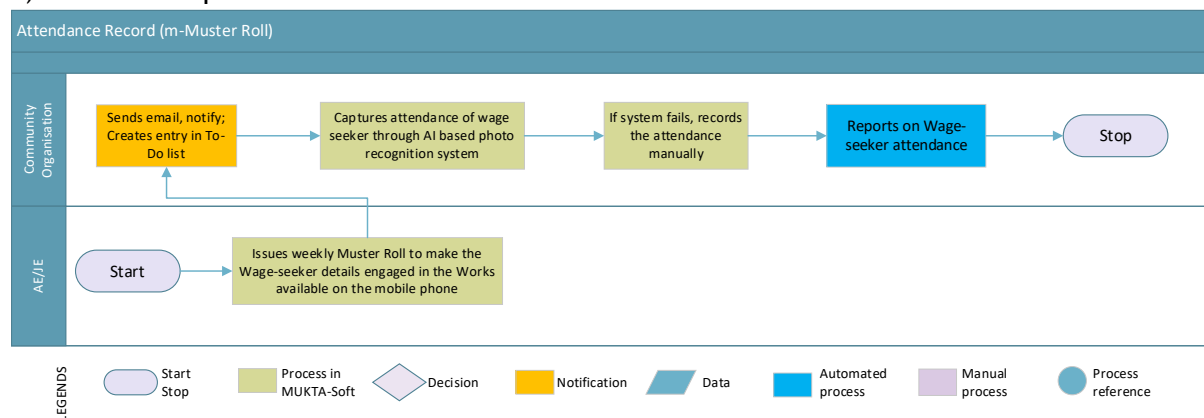 Attendance Record (m-Muster Roll)
Community
Organisation
Sends email, notify;
Creates entry in To-
Do list
Captures attendance of wage
seeker through AI based photo
recognition system
If system fails, records
the attendance
manually
Reports on Wage-
seeker attendance
Stop
AE/JE
Start
Issues weekly Muster Roll to make the
Wage-seeker details engaged in the Works
available on the mobile phone
LEGENDS
Start
Stop
Process in
MUKTA-Soft
Decision
Notification
Data
Automated
process
Manual
process
Process
reference